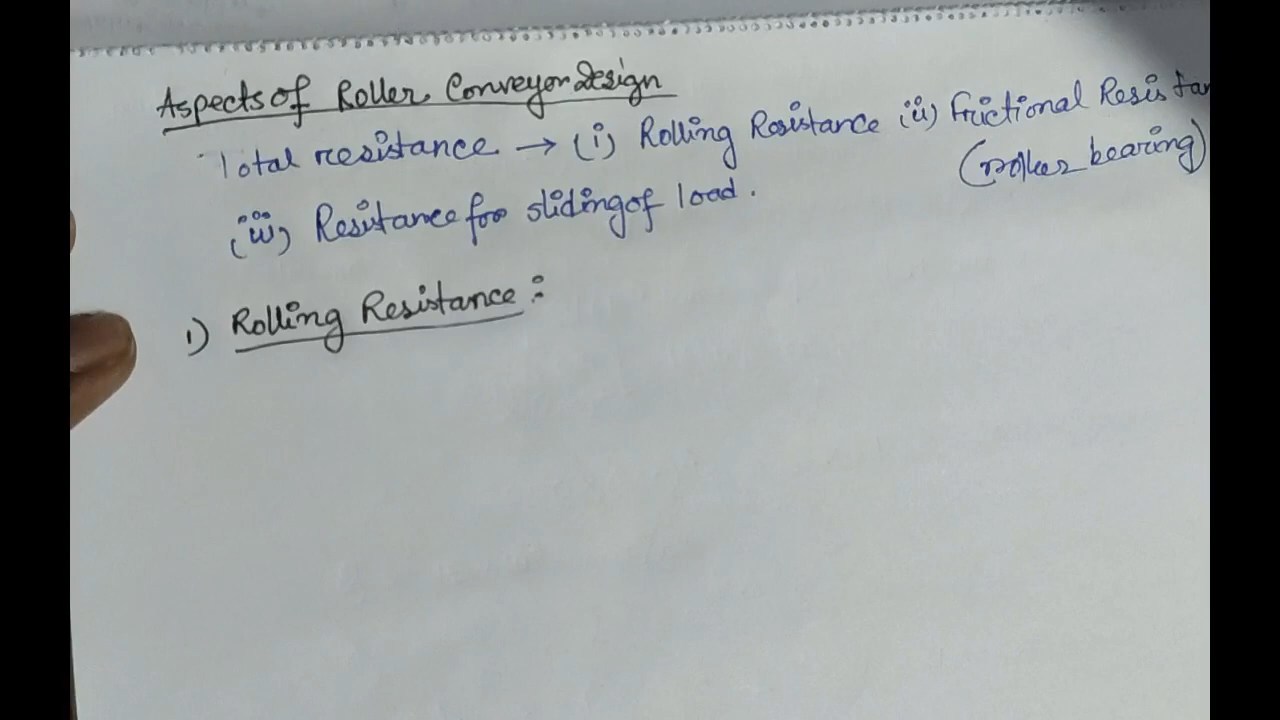 Aspects of Roller Conveyor Design
Total resistance → (i) Rolling Resistance (ii) Frictional Resistan
(roller bearing)
(iii) Resistance for sliding of load.
1) Rolling Resistance :-